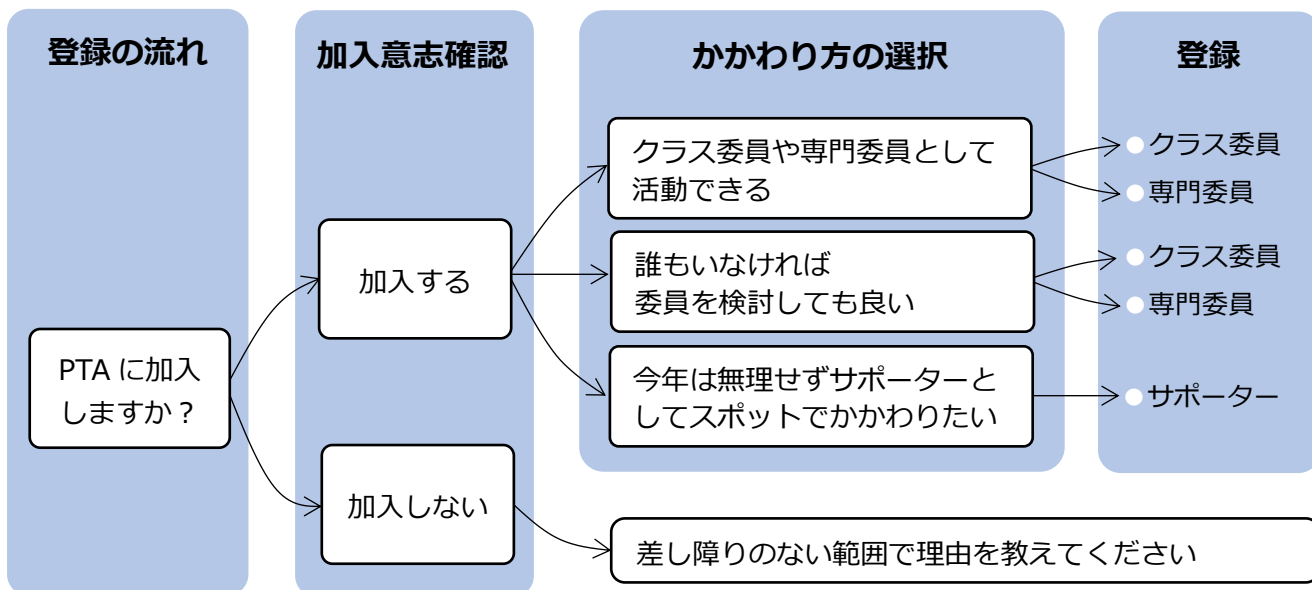 登録の流れ
加入意志確認
かかわり方の選択
登録
PTA に加入
しますか？
加入する
加入しない
クラス委員や専門委員として
活動できる
誰もいなければ
委員を検討しても良い
今年は無理せずサポーターと
してスポットでかかわりたい
クラス委員
専門委員
クラス委員
専門委員
サポーター
差し障りのない範囲で理由を教えてください